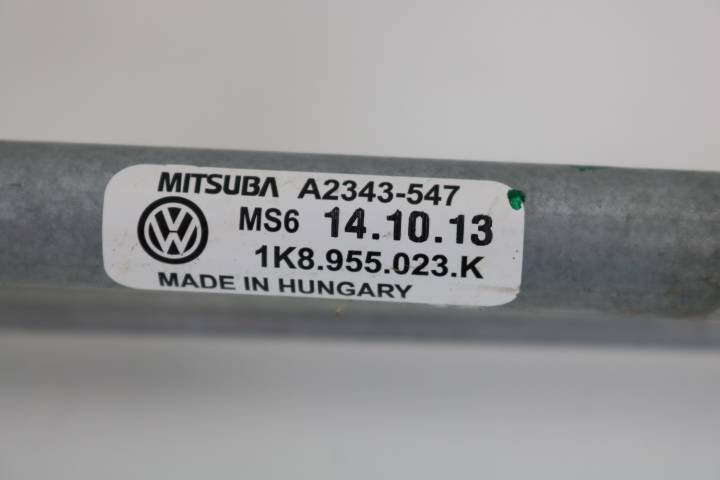 MITSUBA A2343-547
MS6 14.10.13
1K8.955.023.K
MADE IN HUNGARY